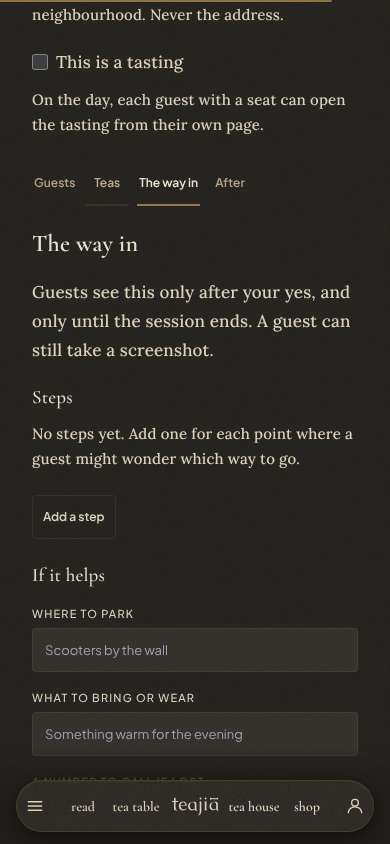 neighbourhood. Never the address.
This is a tasting
On the day, each guest with a seat can open
the tasting from their own page.
Guests Teas The way in After
The way in
Guests see this only after your yes, and
only until the session ends. A guest can
still take a screenshot.
Steps
No steps yet. Add one for each point where a
guest might wonder which way to go.
Add a step
If it helps
WHERE TO PARK
Scooters by the wall
WHAT TO BRING OR WEAR
Something warm for the evening
A NUMBER TO CALL IF LOST
read tea table teajiā tea house shop